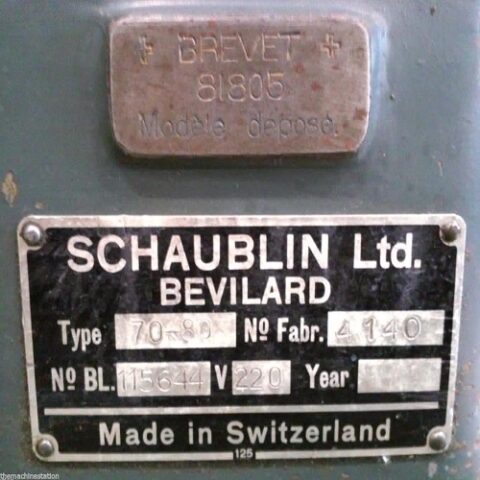 + BREVET +
81805
Modèle déposé.
SCHAUBLIN Ltd.
BEVILARD
Type 70-80 Nº Fabr. 4140
Nº BL. 115644 V 220 Year
Made in Switzerland
125
themachinestation